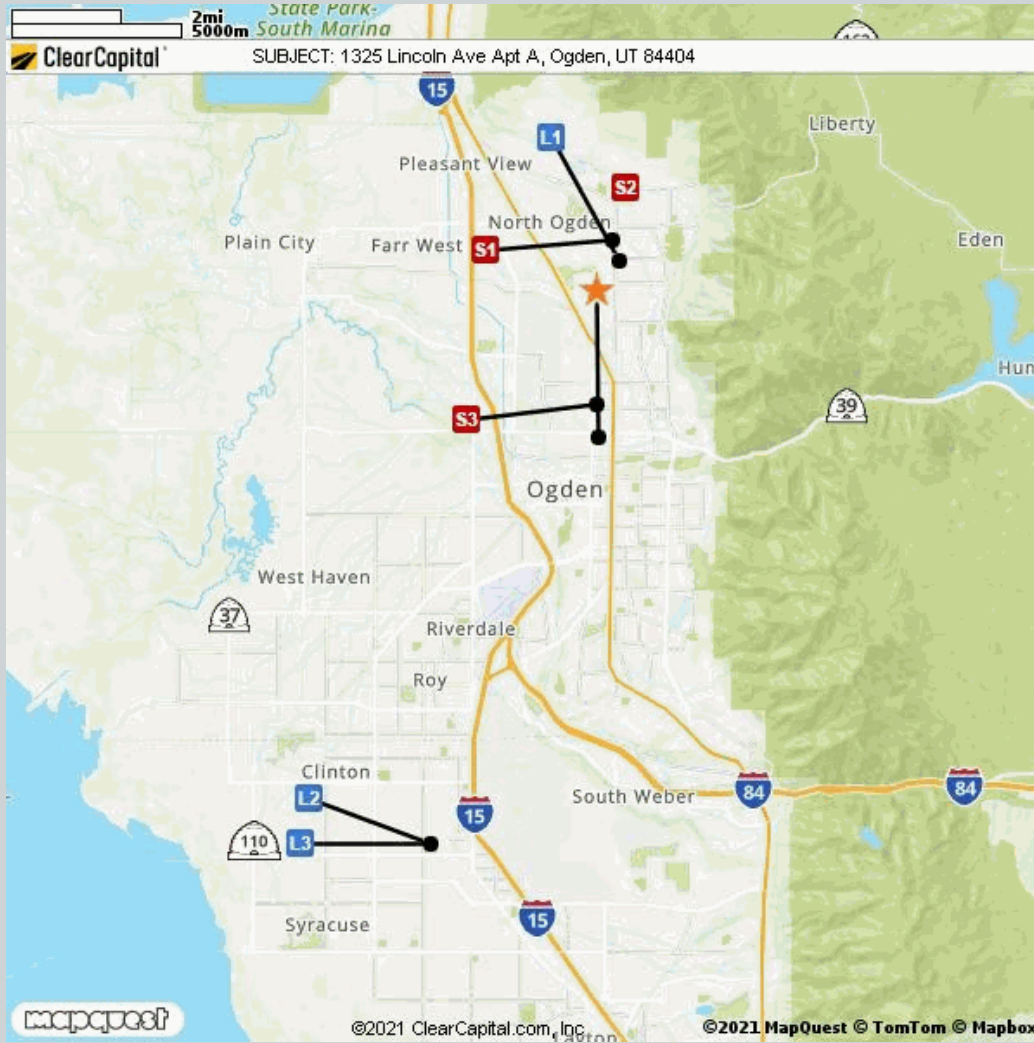 2mi
5000m
State Park-
South Marina
162
ClearCapital
SUBJECT: 1325 Lincoln Ave Apt A, Ogden, UT 84404
15
Liberty
L1
Pleasant View
S2
North Ogden
Plain City
Farr West
S1
Eden
Hun
39
S3
Ogden
West Haven
37
Riverdale
Roy
Clinton
L2
South Weber
84
84
15
110
L3
15
Syracuse
mapquest
©2021 ClearCapital.com, Inc
Layton
©2021 MapQuest © TomTom © Mapbox